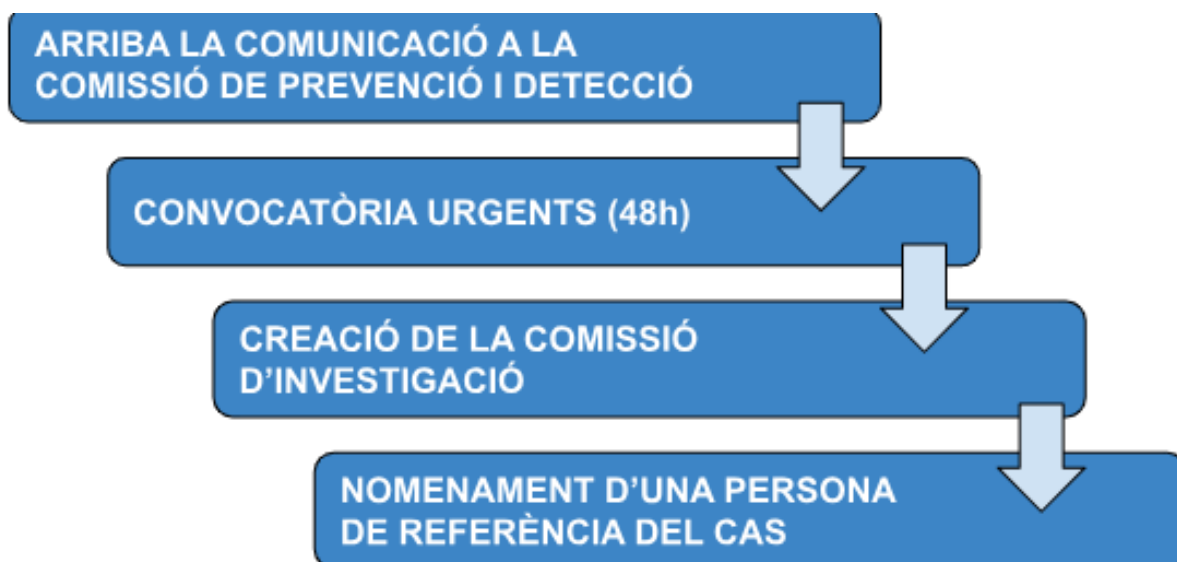 ARRIBA LA COMUNICACIÓ A LA
COMISSIÓ DE PREVENCIÓ I DETECCIÓ
CONVOCATÒRIA URGENTS (48h)
CREACIÓ DE LA COMISSIÓ
D’INVESTIGACIÓ
NOMENAMENT D’UNA PERSONA
DE REFERÈNCIA DEL CAS